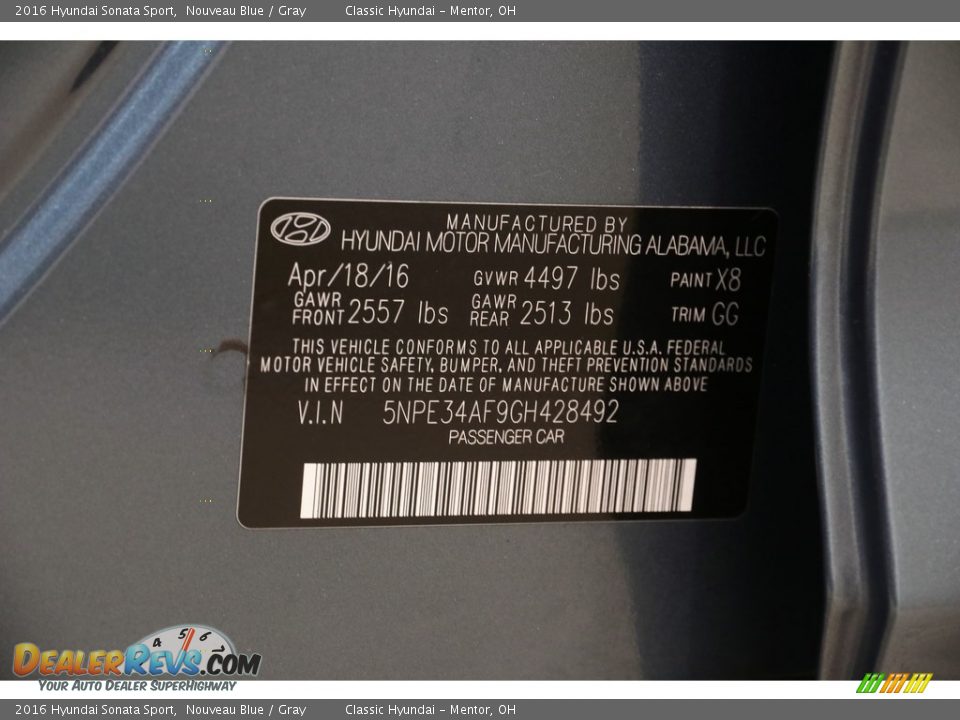 2016 Hyundai Sonata Sport, Nouveau Blue / Gray Classic Hyundai - Mentor, OH
MANUFACTURED BY
HYUNDAI MOTOR MANUFACTURING ALABAMA, LLC
Apr/18/16 GVWR 4497 lbs PAINT X8
GAWR FRONT 2557 lbs GAWR REAR 2513 lbs TRIM GG
THIS VEHICLE CONFORMS TO ALL APPLICABLE U.S.A. FEDERAL
MOTOR VEHICLE SAFETY, BUMPER, AND THEFT PREVENTION STANDARDS
IN EFFECT ON THE DATE OF MANUFACTURE SHOWN ABOVE
V.I.N 5NPE34AF9GH428492
PASSENGER CAR
4 5 6 7
DEALERREVS.COM
YOUR AUTO DEALER SUPERHIGHWAY
2016 Hyundai Sonata Sport, Nouveau Blue / Gray Classic Hyundai - Mentor, OH